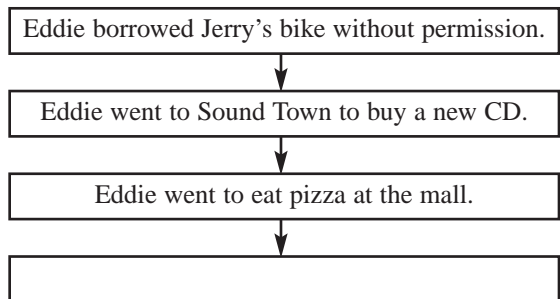 Eddie borrowed Jerry’s bike without permission.
Eddie went to Sound Town to buy a new CD.
Eddie went to eat pizza at the mall.